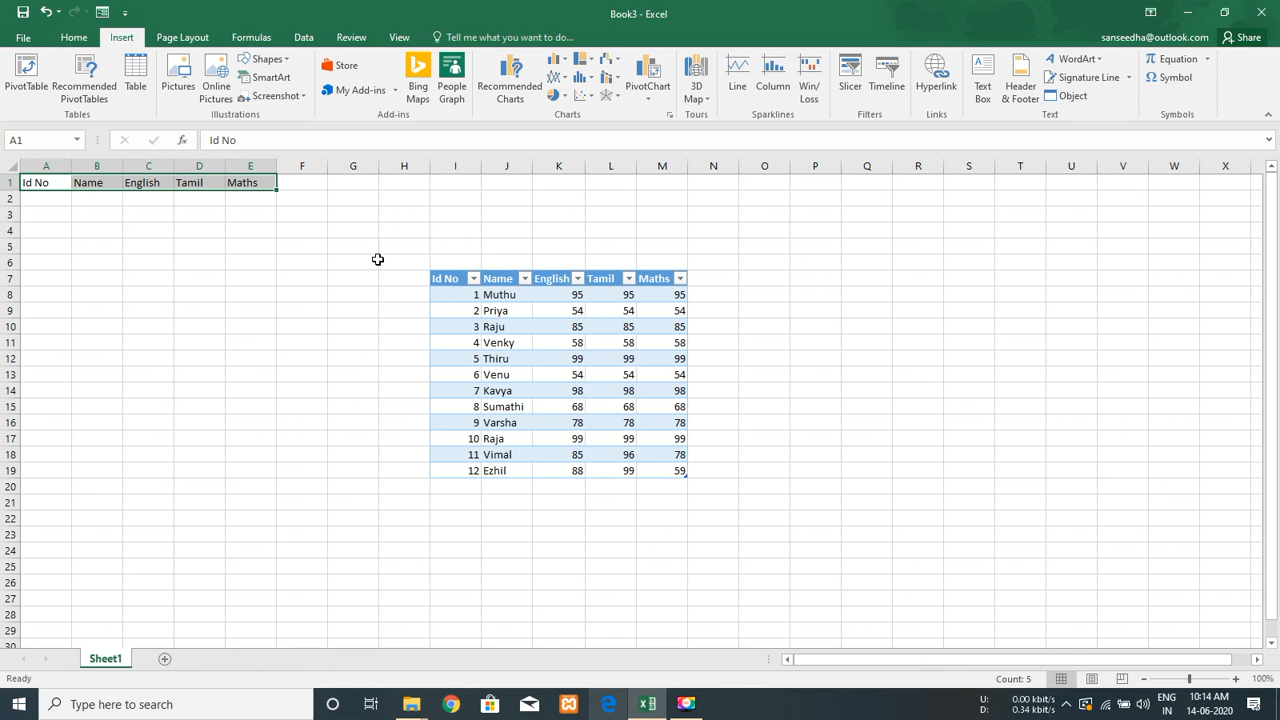 Book3 - Excel
File Home Insert Page Layout Formulas Data Review View Tell me what you want to do... sanseedha@outlook.com Share
PivotTable Recommended PivotTables Table Pictures Online Pictures Shapes SmartArt Screenshot Store My Add-ins Bing Maps People Graph Recommended Charts PivotChart 3D Map Line Column Win/Loss Slicer Timeline Hyperlink Text Box Header & Footer WordArt Signature Line Object Equation Symbol
Tables Illustrations Add-ins Charts Tours Sparklines Filters Links Text Symbols
A1 fx Id No
A B C D E F G H I J K L M N O P Q R S T U V W X
1 Id No Name English Tamil Maths
2
3
4
5
6
7 Id No Name English Tamil Maths
8 1 Muthu 95 95 95
9 2 Priya 54 54 54
10 3 Raju 85 85 85
11 4 Venky 58 58 58
12 5 Thiru 99 99 99
13 6 Venu 54 54 54
14 7 Kavya 98 98 98
15 8 Sumathi 68 68 68
16 9 Varsha 78 78 78
17 10 Raja 99 99 99
18 11 Vimal 85 96 78
19 12 Ezhil 88 99 59
20
21
22
23
24
25
26
27
28
29
30
Sheet1
Ready Count: 5 100%
Type here to search U: 0.00 kbit/s ENG 10:14 AM
D: 0.34 kbit/s IN 14-06-2020